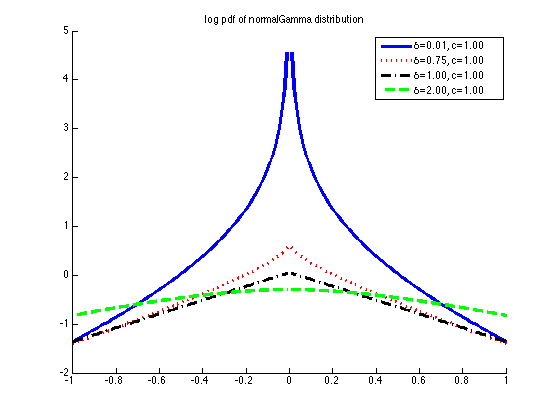 log pdf of normalGamma distribution
δ=0.01, c=1.00
δ=0.75, c=1.00
δ=1.00, c=1.00
δ=2.00, c=1.00
5
4
3
2
1
0
-1
-2
-1 -0.8 -0.6 -0.4 -0.2 0 0.2 0.4 0.6 0.8 1